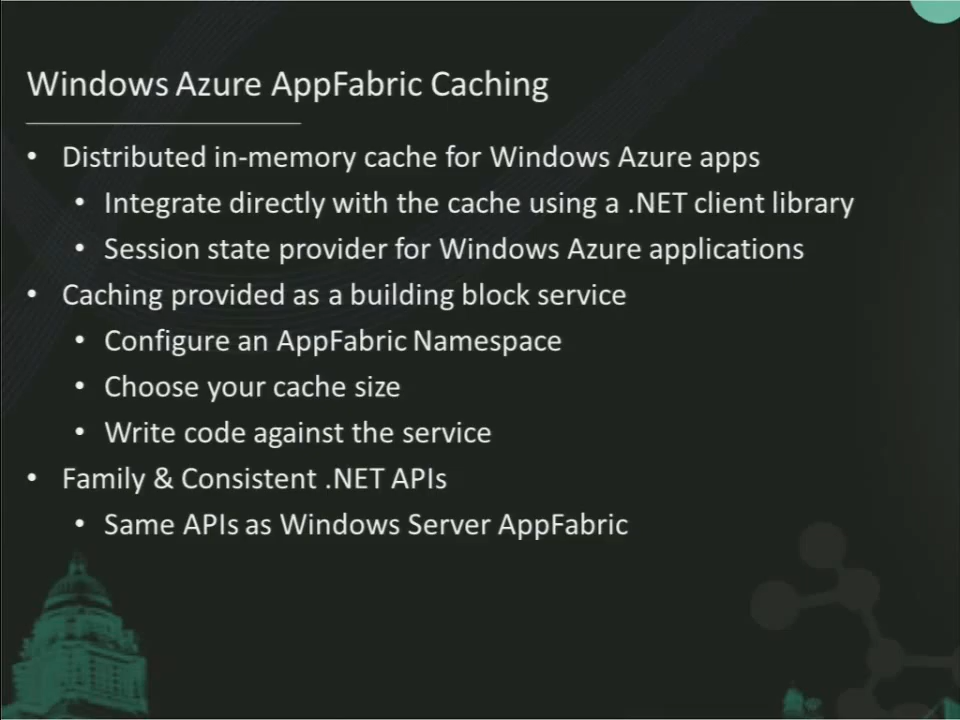 Windows Azure AppFabric Caching
• Distributed in-memory cache for Windows Azure apps
• Integrate directly with the cache using a .NET client library
• Session state provider for Windows Azure applications
• Caching provided as a building block service
• Configure an AppFabric Namespace
• Choose your cache size
• Write code against the service
• Family & Consistent .NET APIs
• Same APIs as Windows Server AppFabric